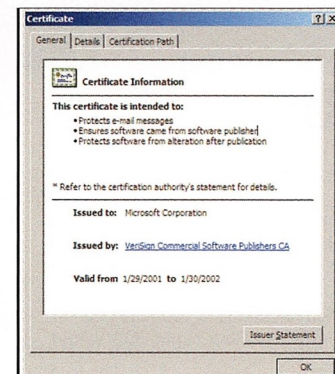 Certificate
General Details Certification Path
Certificate Information
This certificate is intended to:
•Protects e-mail messages
•Ensures software came from software publisher
•Protects software from alteration after publication
* Refer to the certification authority's statement for details.
Issued to: Microsoft Corporation
Issued by: VeriSign Commercial Software Publishers CA
Valid from 1/29/2001 to 1/30/2002
Issuer Statement
OK